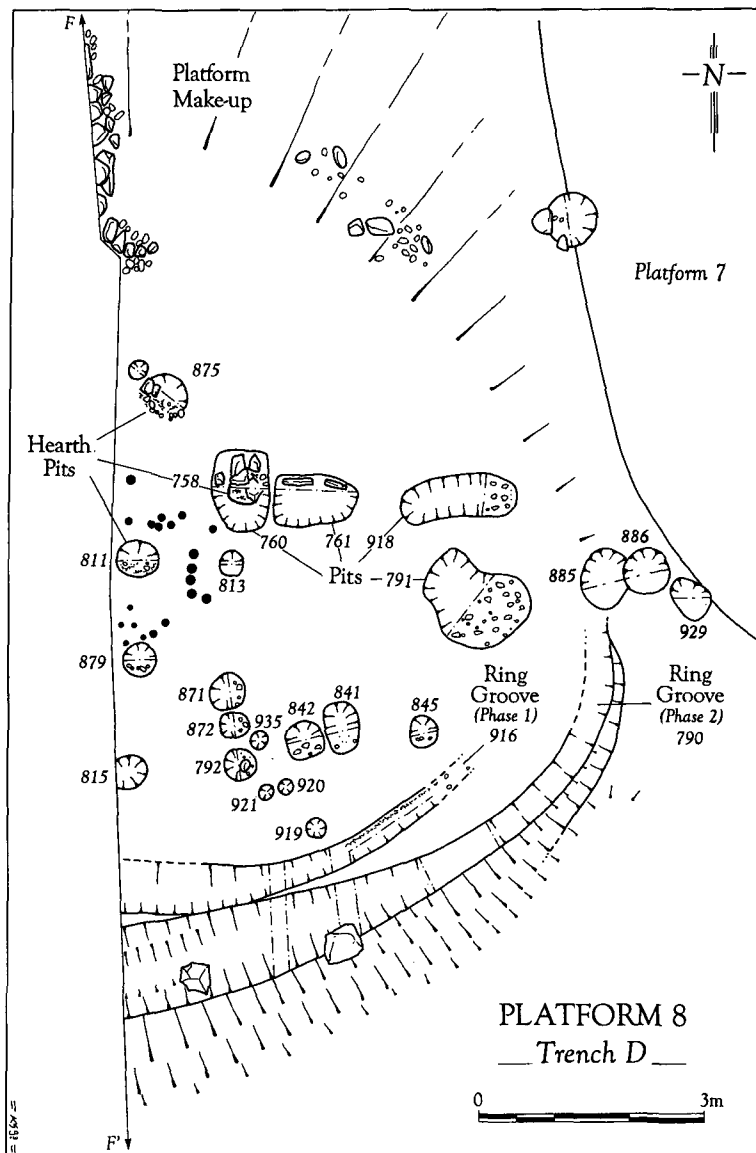 F
Platform
Make-up
N
Platform 7
875
Hearth
Pits
758
760
761
918
Pits
811
813
791
885
886
929
879
871
872
935
842
841
845
Ring
Groove
(Phase 1)
916
Ring
Groove
(Phase 2)
790
815
792
921
920
919
PLATFORM 8
Trench D
0
3m
F'